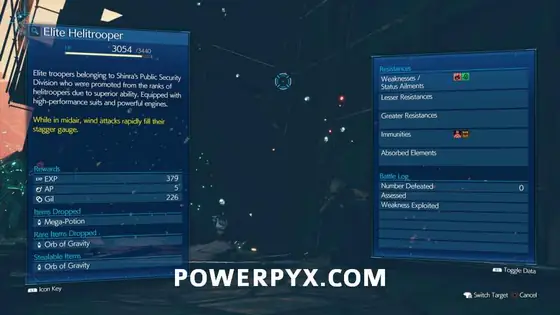 Elite Helitrooper
HP 3054 /3440
Elite troopers belonging to Shinra's Public Security
Division who were promoted from the ranks of
helitroopers due to superior ability. Equipped with
high-performance suits and powerful engines.
While in midair, wind attacks rapidly fill their
stagger gauge.
Rewards
EXP 379
AP 5
Gil 226
Items Dropped
Mega-Potion
Rare Items Dropped
Orb of Gravity
Stealable Items
Orb of Gravity
Icon Key
Resistances
Weaknesses /
Status Ailments
Lesser Resistances
Greater Resistances
Immunities
Absorbed Elements
Battle Log
Number Defeated 0
Assessed
Weakness Exploited
Toggle Data
Switch Target Cancel
POWERPYX.COM